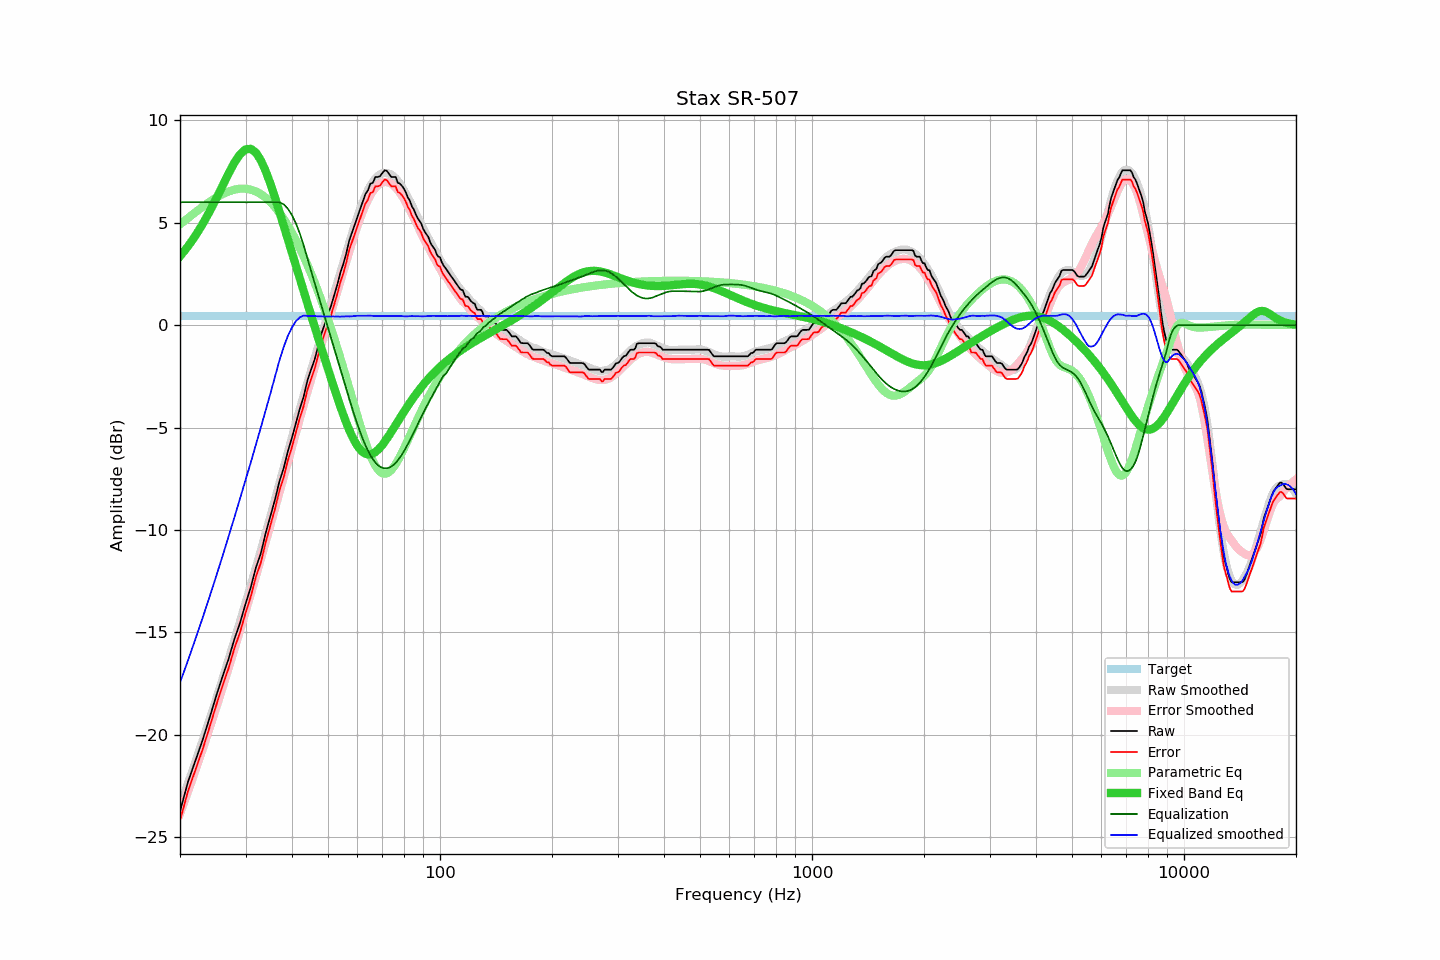 Stax SR-507
10
5
0
−5
−10
−15
−20
−25
Amplitude (dBr)
100
1000
10000
Frequency (Hz)
Target
Raw Smoothed
Error Smoothed
Raw
Error
Parametric Eq
Fixed Band Eq
Equalization
Equalized smoothed